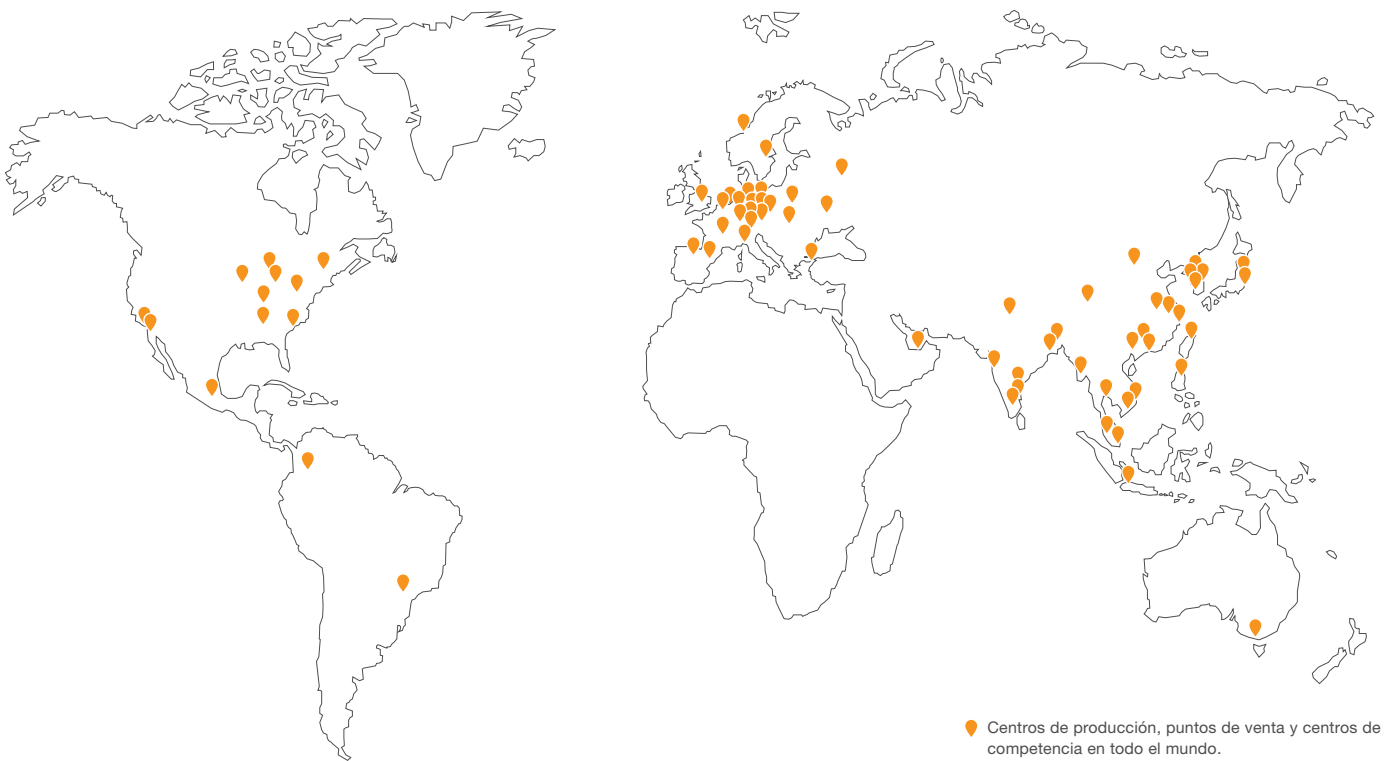 Centros de producción, puntos de venta y centros de
competencia en todo el mundo.